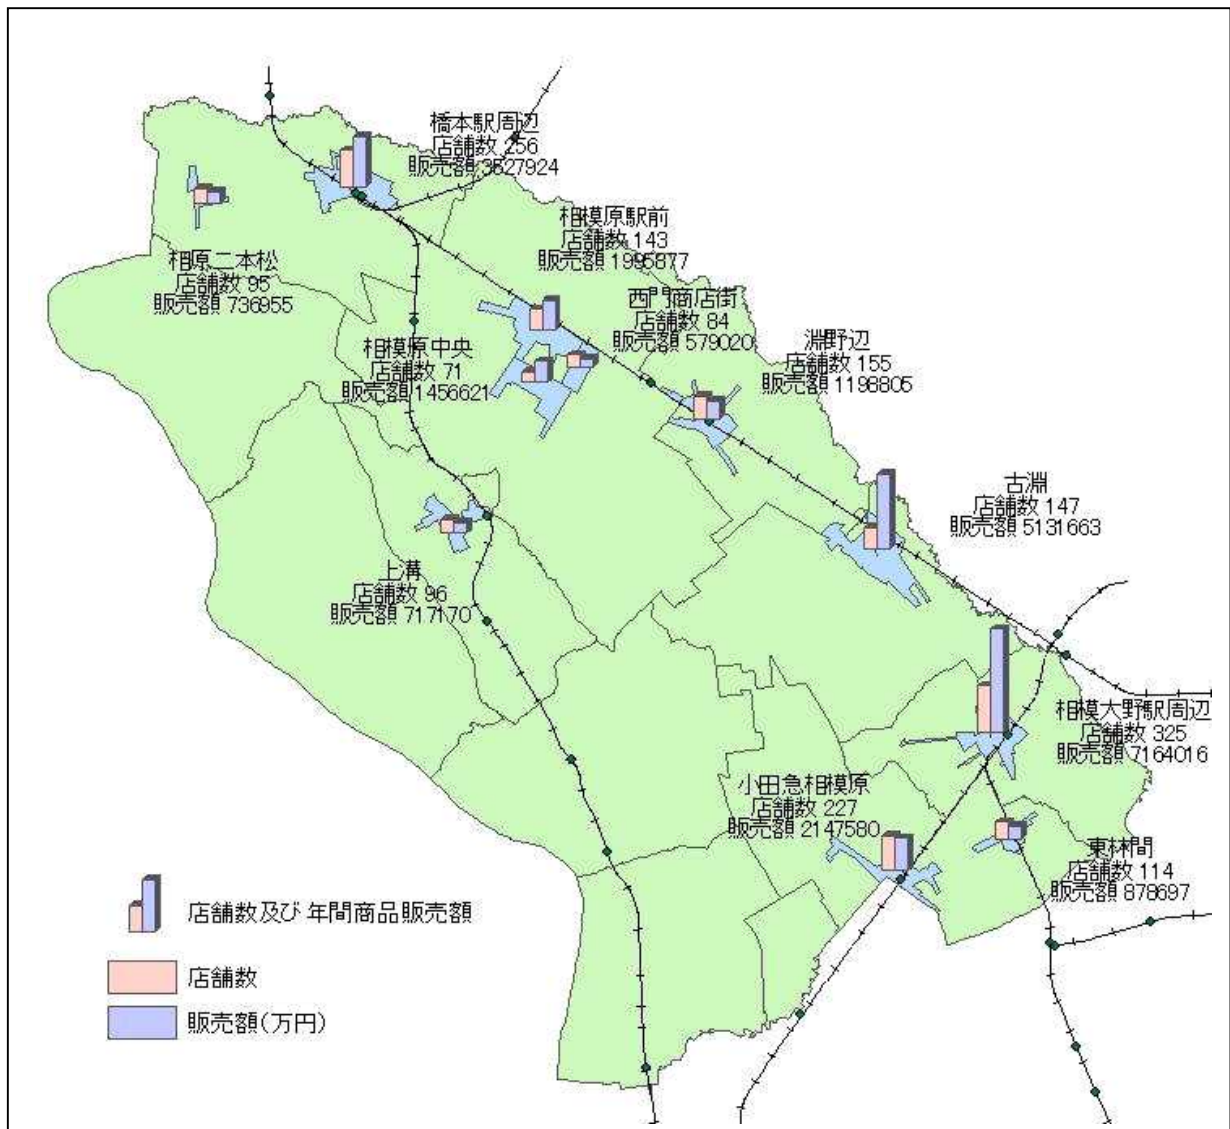 橋本駅周辺
店舗数 256
販売額 3527924
相模原駅前
店舗数 143
販売額 1995877
相原二本松
店舗数 95
販売額 736955
西門商店街
店舗数 84
販売額 579020
相模原中央
店舗数 71
販売額 1456621
淵野辺
店舗数 155
販売額 1198805
古淵
店舗数 147
販売額 5131663
上溝
店舗数 96
販売額 717170
相模大野駅周辺
店舗数 325
販売額 7164016
小田急相模原
店舗数 227
販売額 2147580
東林間
店舗数 114
販売額 878697
店舗数及び 年間商品販売額
店舗数
販売額(万円)